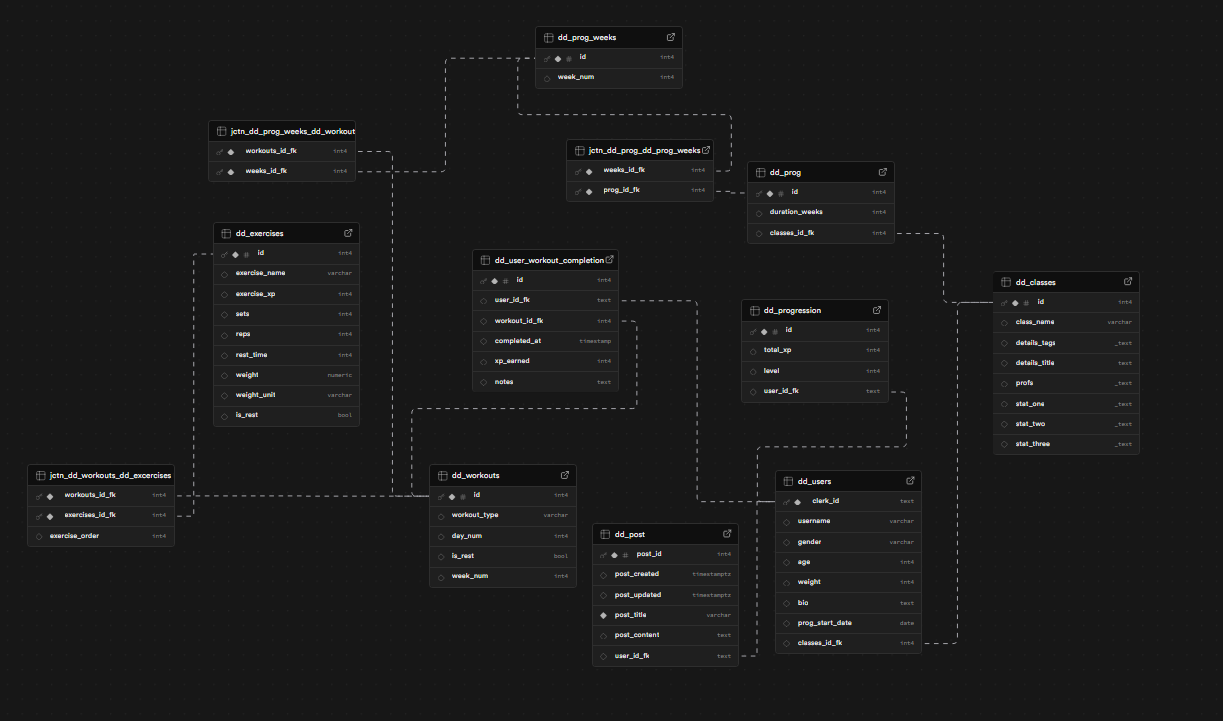 dd_prog_weeks
id int4
week_num int4
jctn_dd_prog_weeks_dd_workout
workouts_id_fk int4
weeks_id_fk int4
jctn_dd_prog_dd_prog_weeks
weeks_id_fk int4
prog_id_fk int4
dd_prog
id int4
duration_weeks int4
classes_id_fk int4
dd_exercises
id int4
exercise_name varchar
exercise_xp int4
sets int4
reps int4
rest_time int4
weight numeric
weight_unit varchar
is_rest bool
dd_user_workout_completion
id int4
user_id_fk text
workout_id_fk int4
completed_at timestamp
xp_earned int4
notes text
dd_progression
id int4
total_xp int4
level int4
user_id_fk text
dd_classes
id int4
class_name varchar
details_tags _text
details_title _text
profs _text
stat_one _text
stat_two _text
stat_three _text
jctn_dd_workouts_dd_excercises
workouts_id_fk int4
exercises_id_fk int4
exercise_order int4
dd_workouts
id int4
workout_type varchar
day_num int4
is_rest bool
week_num int4
dd_post
post_id int4
post_created timestamptz
post_updated timestamptz
post_title varchar
post_content text
user_id_fk text
dd_users
clerk_id text
username varchar
gender varchar
age int4
weight int4
bio text
prog_start_date date
classes_id_fk int4